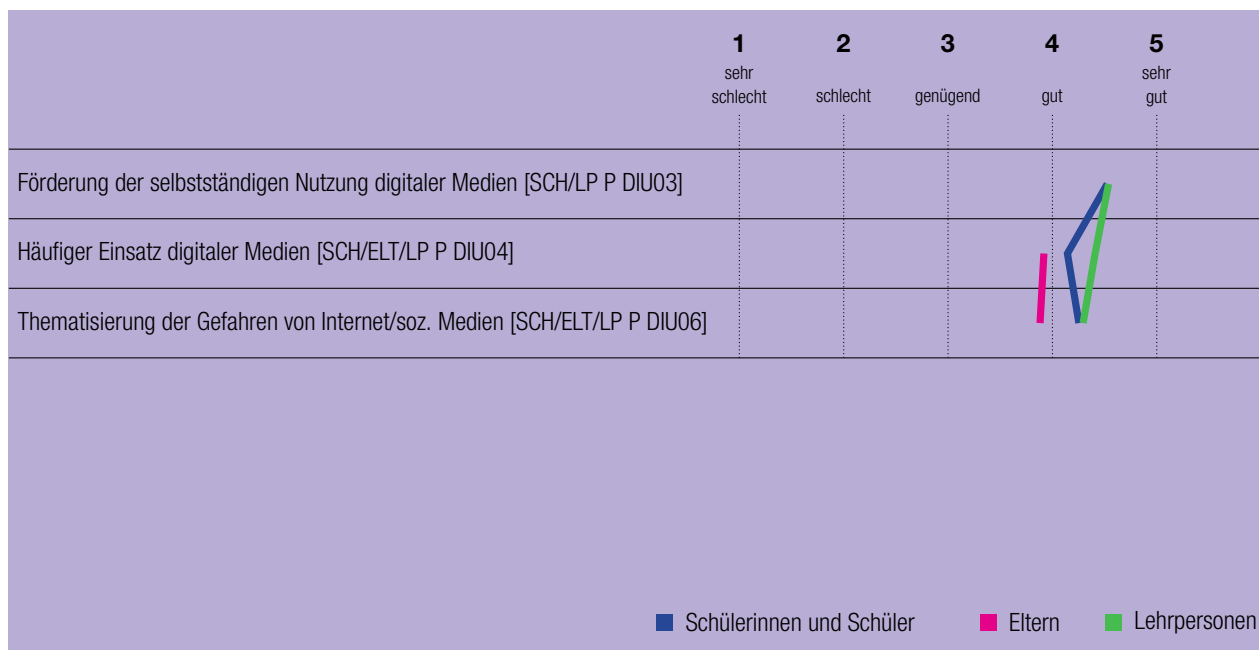 1 2 3 4 5
sehr schlecht schlecht genügend gut sehr gut
Förderung der selbstständigen Nutzung digitaler Medien [SCH/LP P DIU03]
Häufiger Einsatz digitaler Medien [SCH/ELT/LP P DIU04]
Thematisierung der Gefahren von Internet/soz. Medien [SCH/ELT/LP P DIU06]
Schülerinnen und Schüler Eltern Lehrpersonen